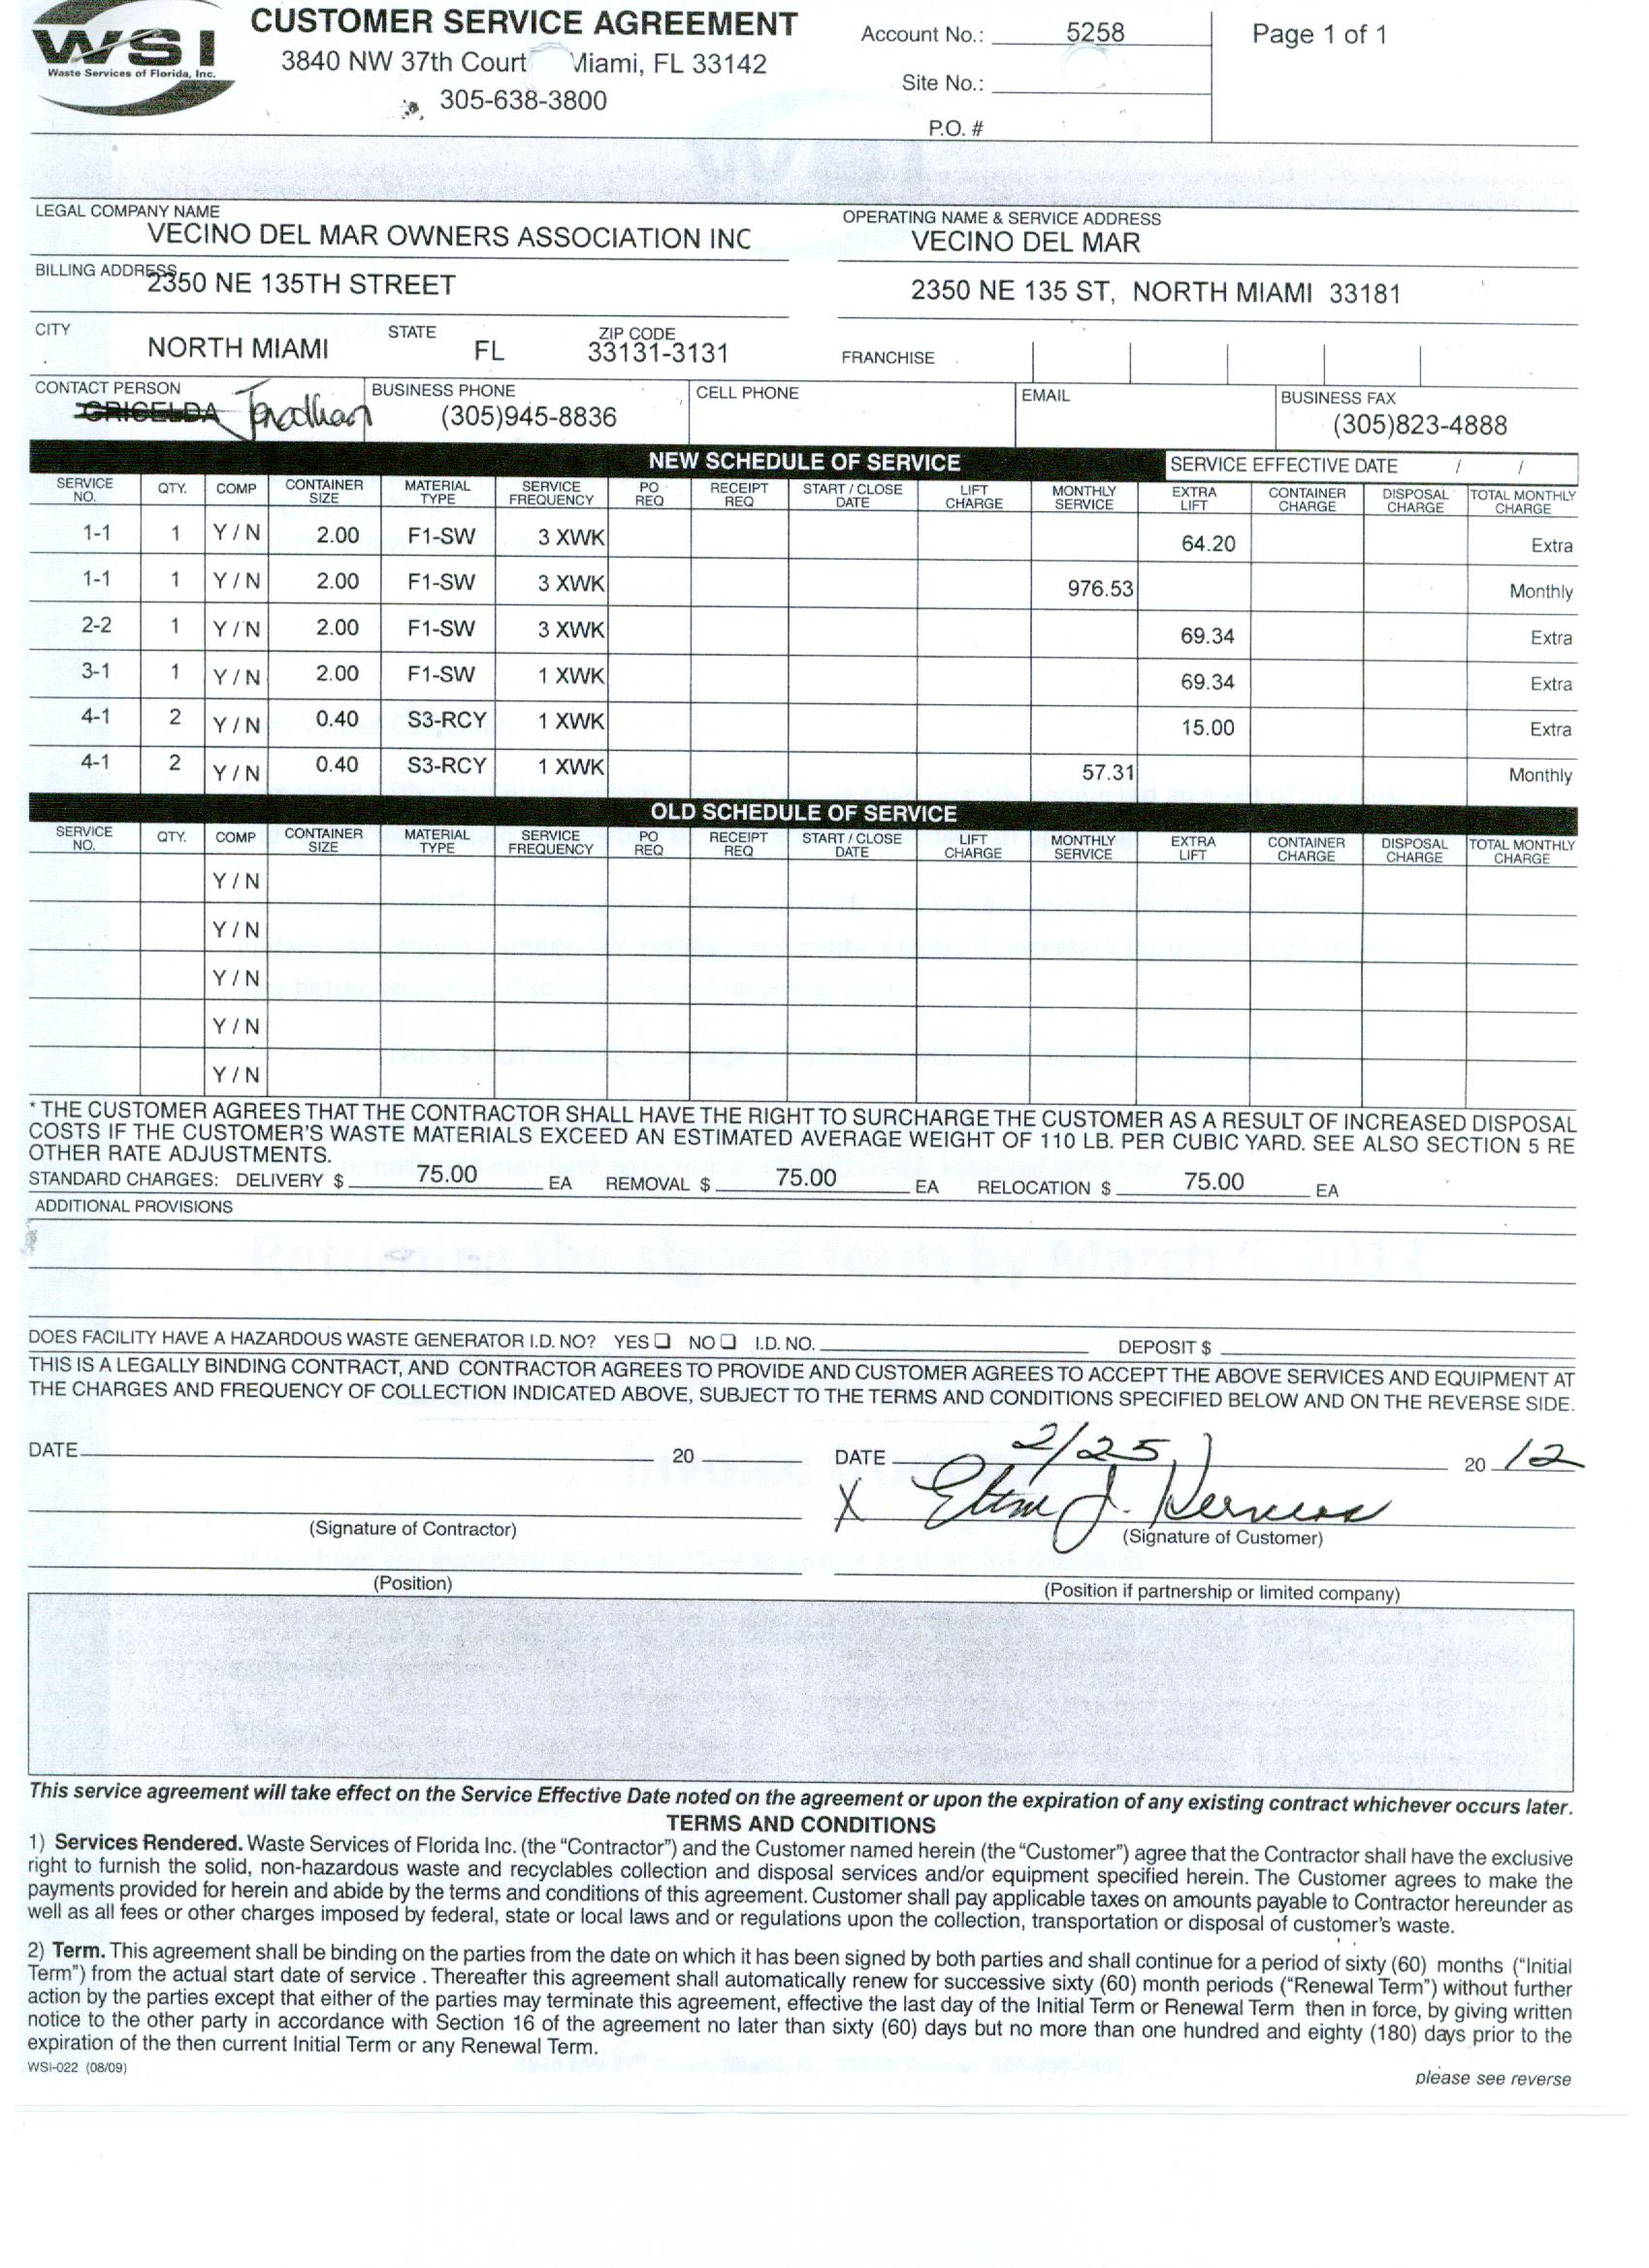 WSI
Waste Services of Florida, Inc.
CUSTOMER SERVICE AGREEMENT
3840 NW 37th Court Miami, FL 33142
305-638-3800
Account No.: 5258
Site No.:
P.O. #
Page 1 of 1
LEGAL COMPANY NAME
VECINO DEL MAR OWNERS ASSOCIATION INC
OPERATING NAME & SERVICE ADDRESS
VECINO DEL MAR
BILLING ADDRESS
2350 NE 135TH STREET
2350 NE 135 ST, NORTH MIAMI 33181
CITY NORTH MIAMI STATE FL ZIP CODE 33131-3131
FRANCHISE
CONTACT PERSON GRICELDA Jonathan
BUSINESS PHONE (305)945-8836
CELL PHONE
EMAIL
BUSINESS FAX (305)823-4888
NEW SCHEDULE OF SERVICE SERVICE EFFECTIVE DATE / /
SERVICE NO. QTY. COMP CONTAINER SIZE MATERIAL TYPE SERVICE FREQUENCY PO REQ RECEIPT REQ START / CLOSE DATE LIFT CHARGE MONTHLY SERVICE EXTRA LIFT CONTAINER CHARGE DISPOSAL CHARGE TOTAL MONTHLY CHARGE
1-1 1 Y / N 2.00 F1-SW 3 XWK 64.20 Extra
1-1 1 Y / N 2.00 F1-SW 3 XWK 976.53 Monthly
2-2 1 Y / N 2.00 F1-SW 3 XWK 69.34 Extra
3-1 1 Y / N 2.00 F1-SW 1 XWK 69.34 Extra
4-1 2 Y / N 0.40 S3-RCY 1 XWK 15.00 Extra
4-1 2 Y / N 0.40 S3-RCY 1 XWK 57.31 Monthly
OLD SCHEDULE OF SERVICE
SERVICE NO. QTY. COMP CONTAINER SIZE MATERIAL TYPE SERVICE FREQUENCY PO REQ RECEIPT REQ START / CLOSE DATE LIFT CHARGE MONTHLY SERVICE EXTRA LIFT CONTAINER CHARGE DISPOSAL CHARGE TOTAL MONTHLY CHARGE
Y / N
Y / N
Y / N
Y / N
Y / N
* THE CUSTOMER AGREES THAT THE CONTRACTOR SHALL HAVE THE RIGHT TO SURCHARGE THE CUSTOMER AS A RESULT OF INCREASED DISPOSAL
COSTS IF THE CUSTOMER'S WASTE MATERIALS EXCEED AN ESTIMATED AVERAGE WEIGHT OF 110 LB. PER CUBIC YARD. SEE ALSO SECTION 5 RE
OTHER RATE ADJUSTMENTS.
STANDARD CHARGES: DELIVERY $ 75.00 EA REMOVAL $ 75.00 EA RELOCATION $ 75.00 EA
ADDITIONAL PROVISIONS
Returning the signed form by March 5, 2012
DOES FACILITY HAVE A HAZARDOUS WASTE GENERATOR I.D. NO? YES ❏ NO ❏ I.D. NO. DEPOSIT $
THIS IS A LEGALLY BINDING CONTRACT, AND CONTRACTOR AGREES TO PROVIDE AND CUSTOMER AGREES TO ACCEPT THE ABOVE SERVICES AND EQUIPMENT AT
THE CHARGES AND FREQUENCY OF COLLECTION INDICATED ABOVE, SUBJECT TO THE TERMS AND CONDITIONS SPECIFIED BELOW AND ON THE REVERSE SIDE.
DATE 20 DATE 2/25 20 12
X
(Signature of Contractor) (Signature of Customer)
(Position) (Position if partnership or limited company)
This service agreement will take effect on the Service Effective Date noted on the agreement or upon the expiration of any existing contract whichever occurs later.
TERMS AND CONDITIONS
1) Services Rendered. Waste Services of Florida Inc. (the "Contractor") and the Customer named herein (the "Customer") agree that the Contractor shall have the exclusive
right to furnish the solid, non-hazardous waste and recyclables collection and disposal services and/or equipment specified herein. The Customer agrees to make the
payments provided for herein and abide by the terms and conditions of this agreement. Customer shall pay applicable taxes on amounts payable to Contractor hereunder as
well as all fees or other charges imposed by federal, state or local laws and or regulations upon the collection, transportation or disposal of customer's waste.
2) Term. This agreement shall be binding on the parties from the date on which it has been signed by both parties and shall continue for a period of sixty (60) months ("Initial
Term") from the actual start date of service . Thereafter this agreement shall automatically renew for successive sixty (60) month periods ("Renewal Term") without further
action by the parties except that either of the parties may terminate this agreement, effective the last day of the Initial Term or Renewal Term then in force, by giving written
notice to the other party in accordance with Section 16 of the agreement no later than sixty (60) days but no more than one hundred and eighty (180) days prior to the
expiration of the then current Initial Term or any Renewal Term.
WSI-022 (08/09)
please see reverse